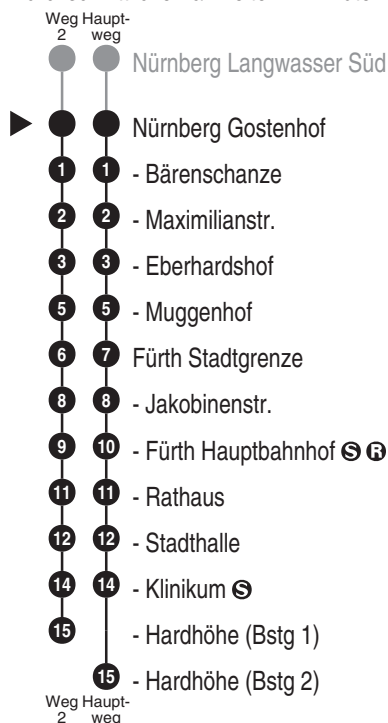 Weg Haupt-
2 weg
Nürnberg Langwasser Süd
Nürnberg Gostenhof
1 1 - Bärenschanze
2 2 - Maximilianstr.
3 3 - Eberhardshof
5 5 - Muggenhof
6 7 Fürth Stadtgrenze
8 8 - Jakobinenstr.
9 10 - Fürth Hauptbahnhof S R
11 11 - Rathaus
12 12 - Stadthalle
14 14 - Klinikum S
15 - Hardhöhe (Bstg 1)
15 - Hardhöhe (Bstg 2)
Weg Haupt-
2 weg